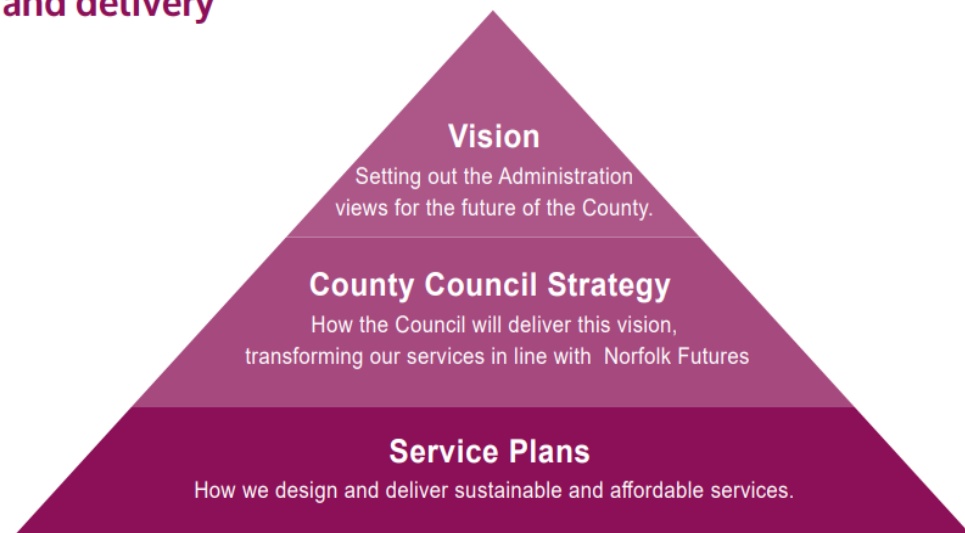 and delivery
Vision
Setting out the Administration
views for the future of the County.
County Council Strategy
How the Council will deliver this vision,
transforming our services in line with Norfolk Futures
Service Plans
How we design and deliver sustainable and affordable services.